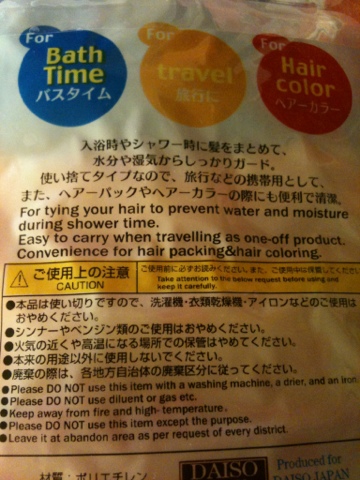 For
Bath
Time
バスタイム
For
travel
旅行に
For
Hair
color
ヘアーカラー
入浴時やシャワー時に髪をまとめて、
水分や湿気からしっかりガード。
使い捨てタイプなので、旅行などの携帯用として、
また、ヘアーパックやヘアーカラーの際にも便利で清潔。
For tying your hair to prevent water and moisture
during shower time.
Easy to carry when travelling as one-off product.
Convenience for hair packing&hair coloring.
ご使用上の注意
CAUTION
ご使用前に必ずお読みください。また、ご使用中は保管してください。
Take attention to the below request before using and
keep it carefully.
●本品は使い切りですので、洗濯機・衣類乾燥機・アイロンなどのご使用は
おやめください。
●シンナーやベンジン類のご使用はおやめください。
●火気の近くや高温になる場所での保管はやめてください。
●本来の用途以外に使用しないでください。
●廃棄の際は、各地方自治体の廃棄区分に従ってください。
●Please DO NOT use this item with a washing machine, a drier, and an iron.
●Please DO NOT use diluent or gas etc.
●Keep away from fire and high- temperature.
●Please DO NOT use this item except the purpose.
●Leave it at abandon area as per request of every district.
材質：ポリエチレン
DAISO
Produced for
DAISO JAPAN